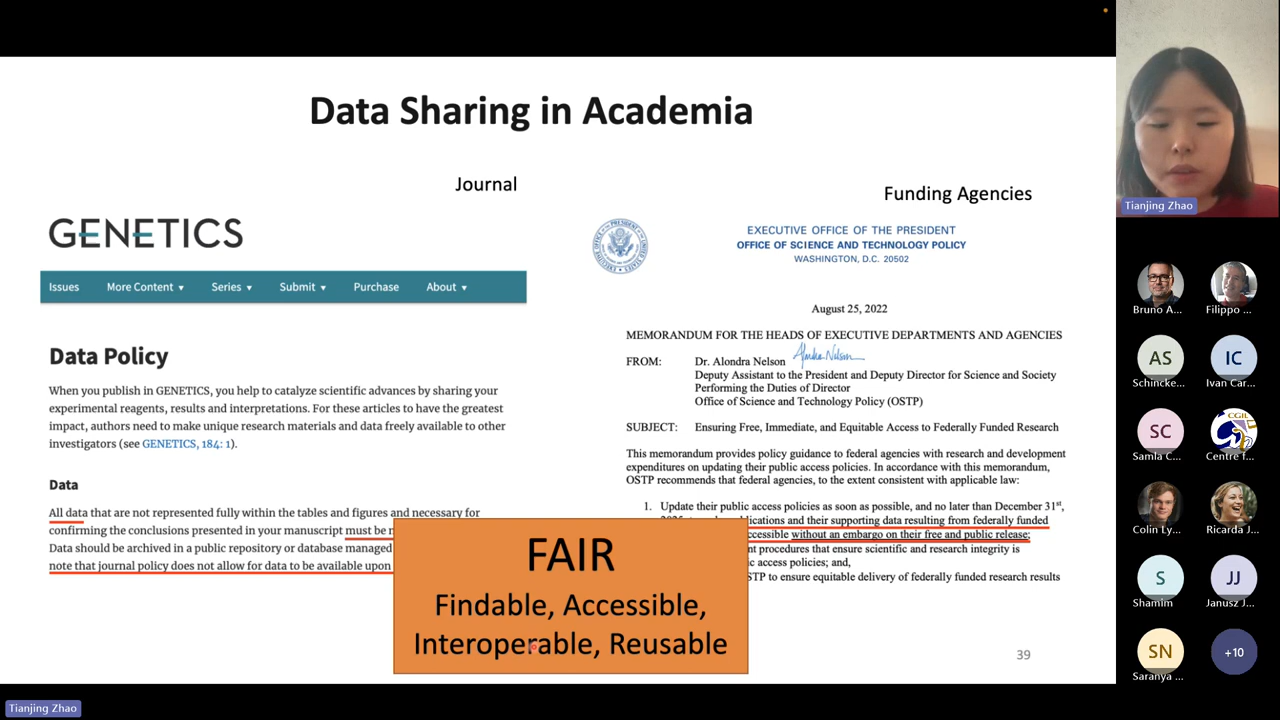 Data Sharing in Academia
Journal
Funding Agencies
GENETICS
Issues
More Content
Series
Submit
Purchase
About
Data Policy
When you publish in GENETICS, you help to catalyze scientific advances by sharing your
experimental reagents, results and interpretations. For these articles to have the greatest
impact, authors need to make unique research materials and data freely available to other
investigators (see GENETICS, 184: 1).
Data
All data that are not represented fully within the tables and figures and necessary for
confirming the conclusions presented in your manuscript must be
Data should be archived in a public repository or database managed
note that journal policy does not allow for data to be available upon
EXECUTIVE OFFICE OF THE PRESIDENT
OFFICE OF SCIENCE AND TECHNOLOGY POLICY
WASHINGTON, D.C. 20502
August 25, 2022
MEMORANDUM FOR THE HEADS OF EXECUTIVE DEPARTMENTS AND AGENCIES
FROM: Dr. Alondra Nelson
Deputy Assistant to the President and Deputy Director for Science and Society
Performing the Duties of Director
Office of Science and Technology Policy (OSTP)
SUBJECT: Ensuring Free, Immediate, and Equitable Access to Federally Funded Research
This memorandum provides policy guidance to federal agencies with research and development
expenditures on updating their public access policies. In accordance with this memorandum,
OSTP recommends that federal agencies, to the extent consistent with applicable law:
1. Update their public access policies as soon as possible, and no later than December 31st,
and their supporting data resulting from federally funded
without an embargo on their free and public release;
procedures that ensure scientific and research integrity is
access policies; and,
to ensure equitable delivery of federally funded research results
FAIR
Findable, Accessible,
Interoperable, Reusable
39
Tianjing Zhao
Bruno A...
Filippo ...
AS
IC
Schincke...
Ivan Car...
SC
CGIL
Samla C...
Centre f...
Colin Ly...
Ricarda J...
S
JJ
Shamim
Janusz J...
SN
+10
Saranya ...
Tianjing Zhao